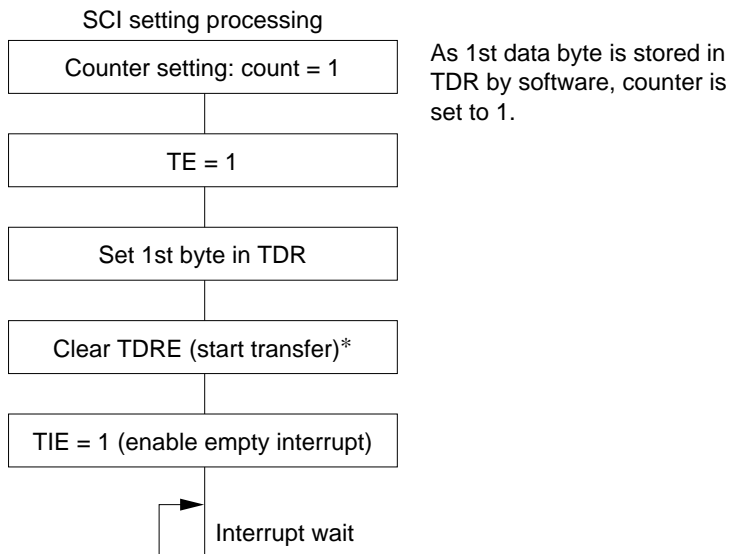 SCI setting processing
Counter setting: count = 1
As 1st data byte is stored in
TDR by software, counter is
set to 1.
TE = 1
Set 1st byte in TDR
Clear TDRE (start transfer)*
TIE = 1 (enable empty interrupt)
Interrupt wait